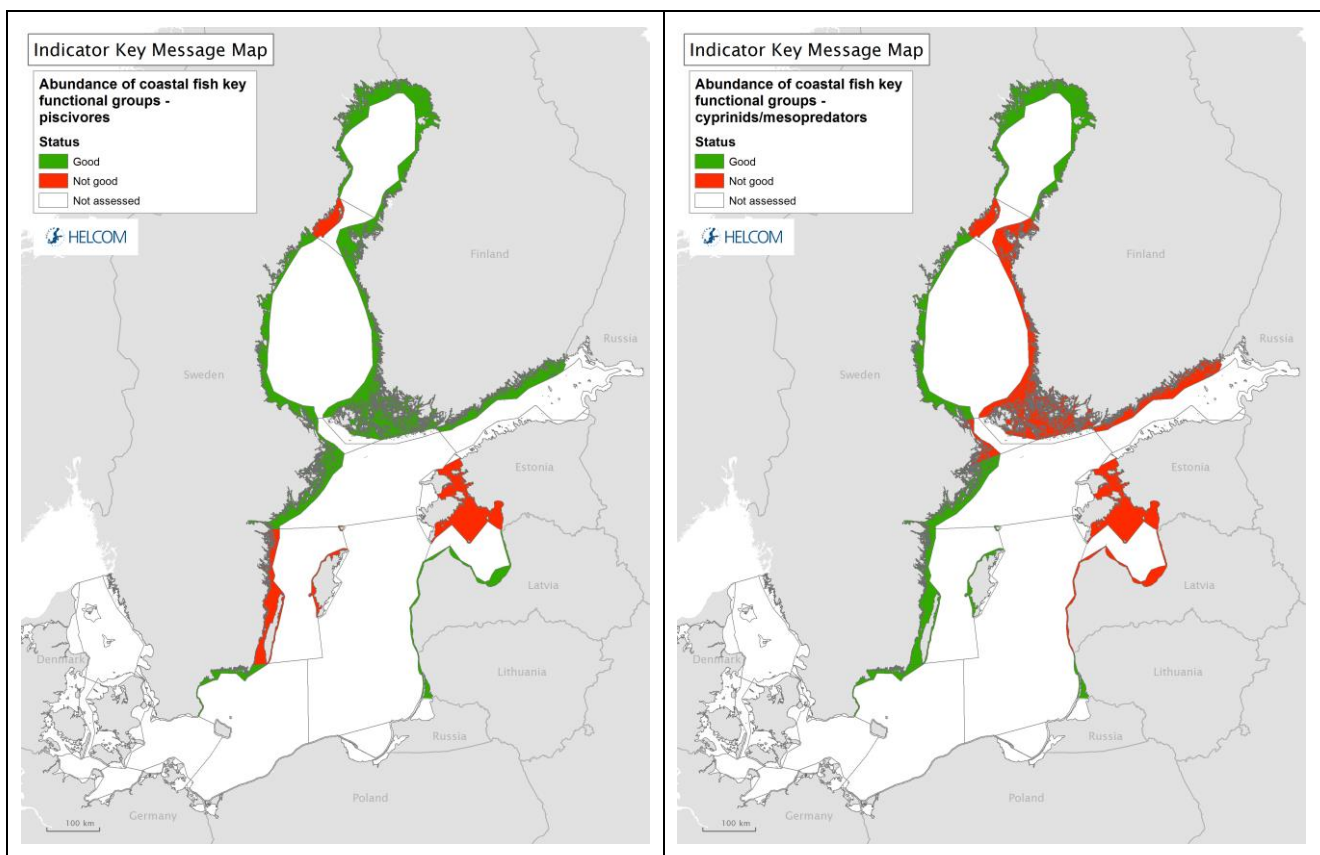 Indicator Key Message Map
Abundance of coastal fish key
functional groups -
piscivores
Status
Good
Not good
Not assessed
HELCOM
Finland
Russia
Sweden
Estonia
Latvia
Denmark
Lithuania
Russia
Poland
Germany
100 km
Indicator Key Message Map
Abundance of coastal fish key
functional groups -
cyprinids/mesopredators
Status
Good
Not good
Not assessed
HELCOM
Finland
Russia
Sweden
Estonia
Latvia
Denmark
Lithuania
Russia
Poland
Germany
100 km